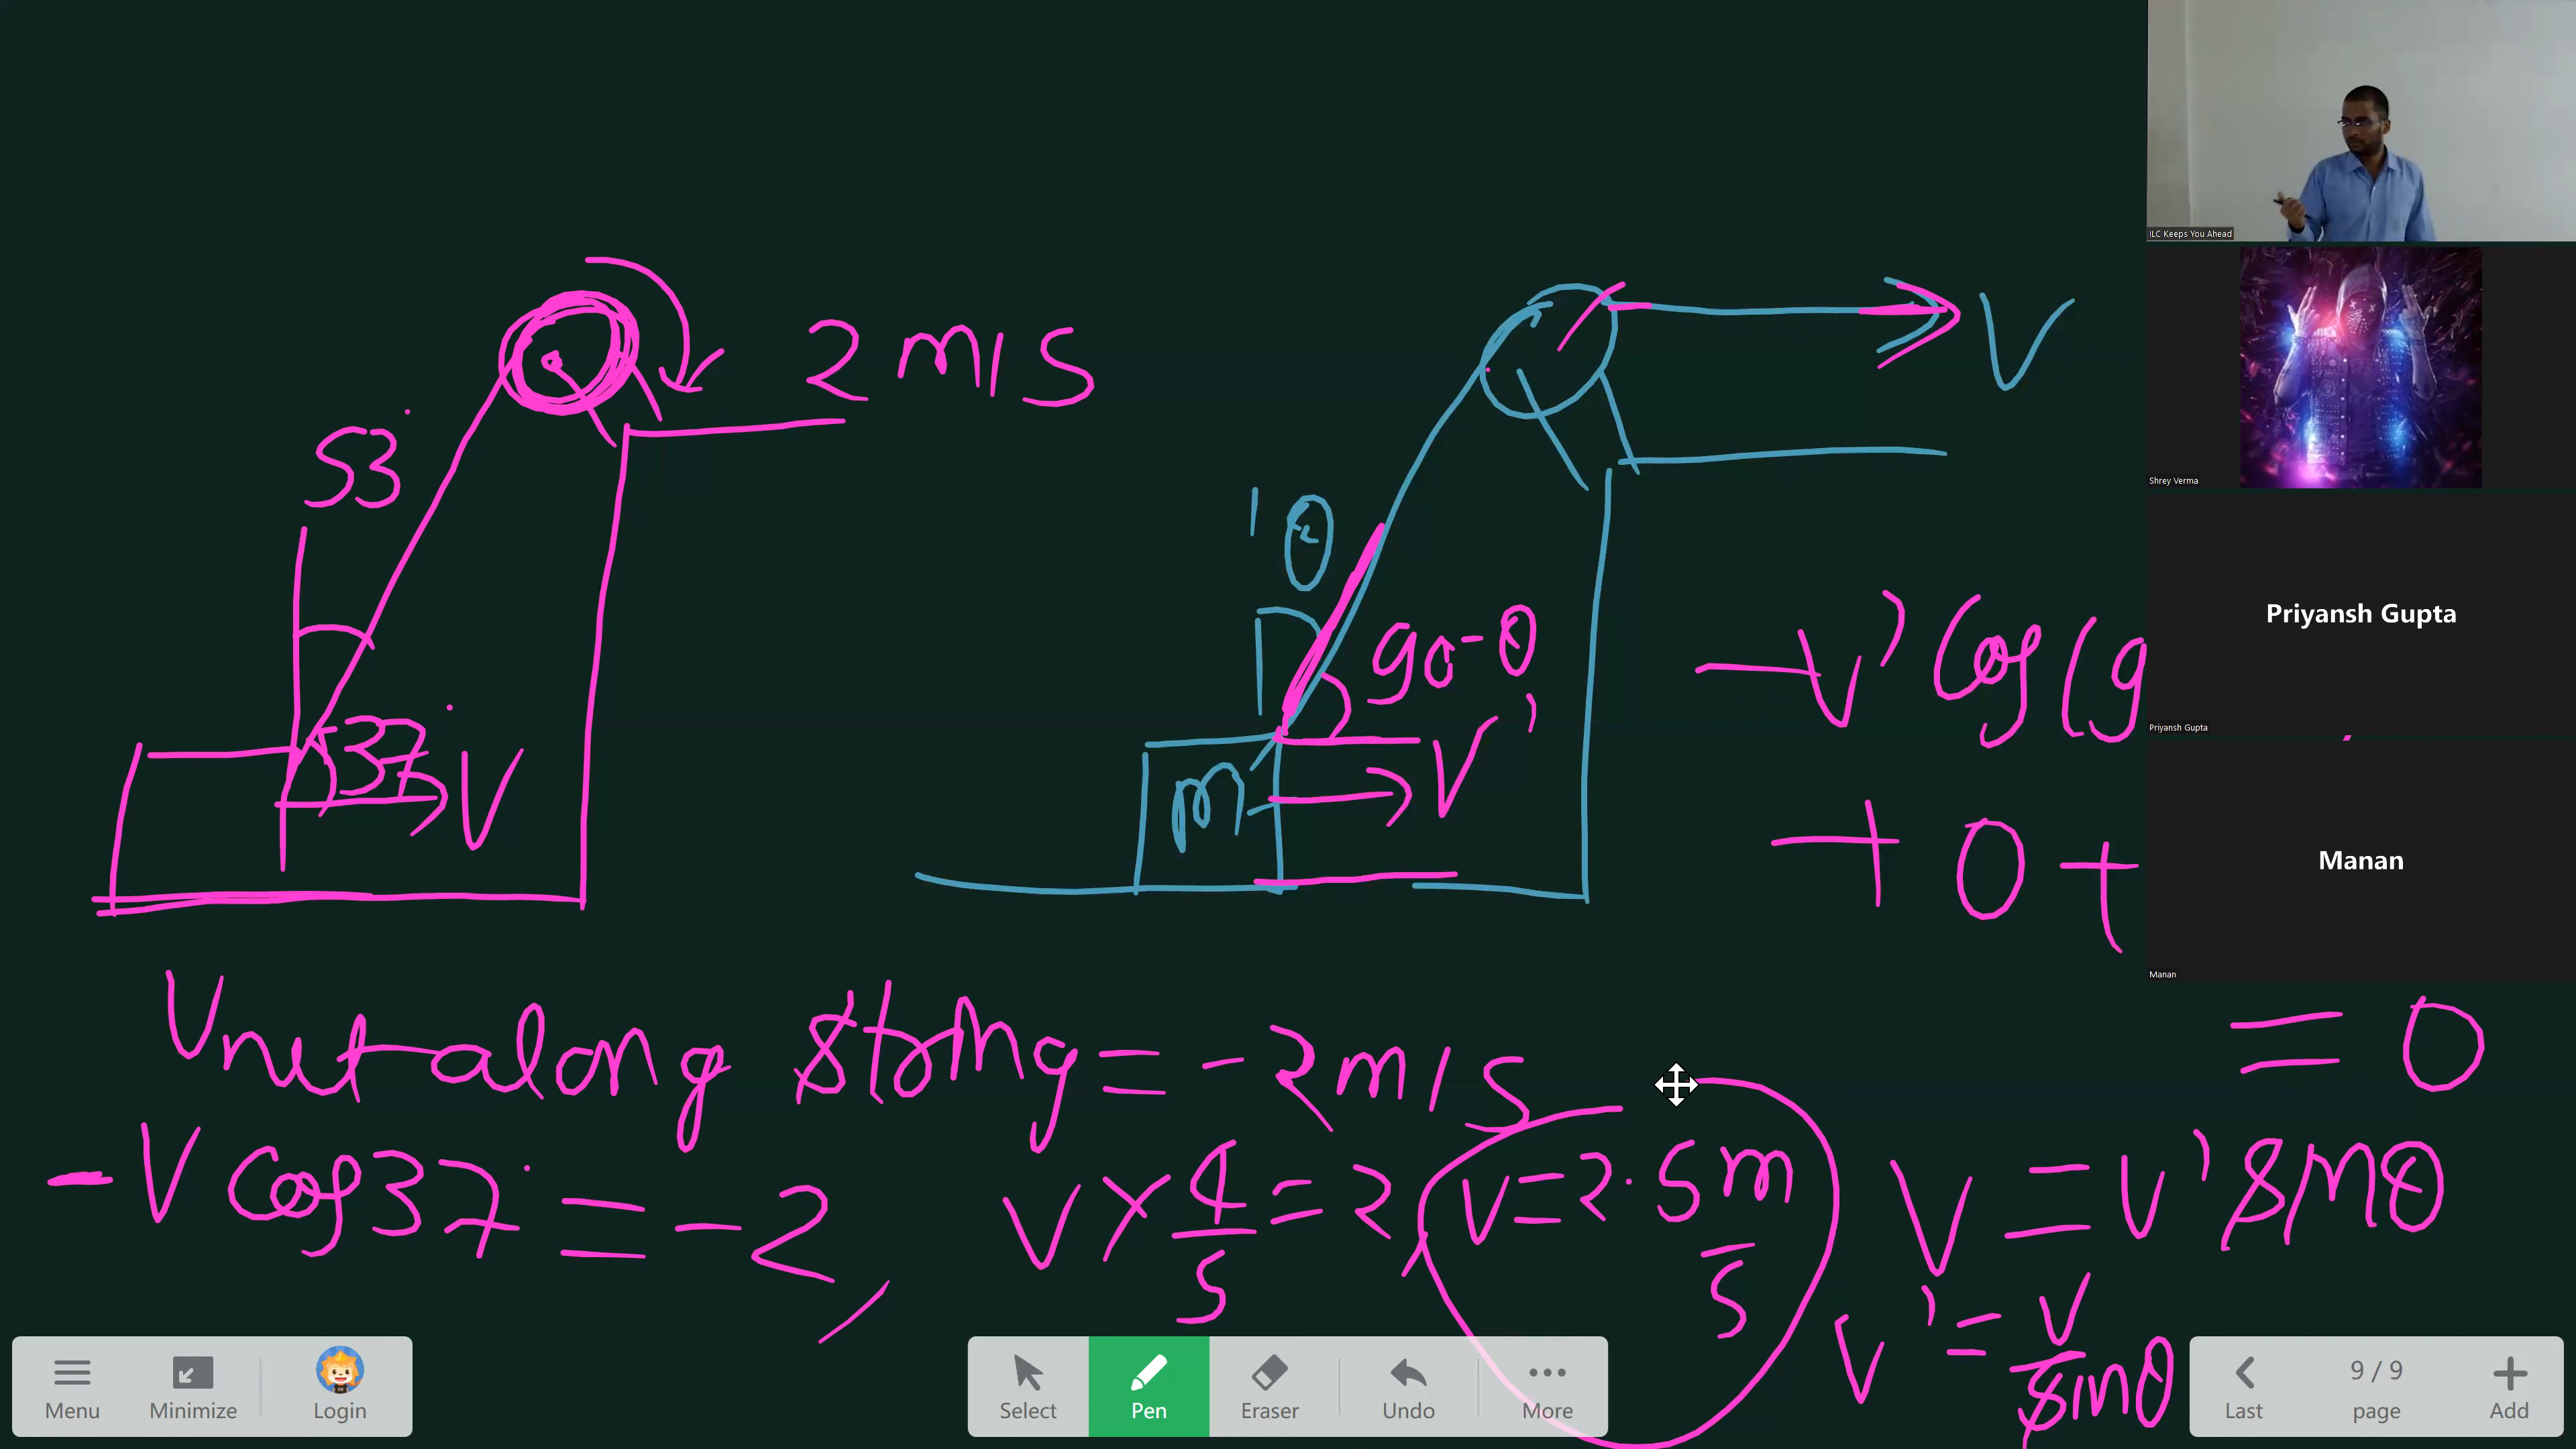 ILC Keeps You Ahead
2 m/s
V
53°
θ
Shrey Verma
90-θ
37°
V
m
V'
-V' Cos(9
Priyansh Gupta
Priyansh Gupta
+ 0 +
Manan
Manan
Vnet along string = -2m/s
= 0
-V Cos37° = -2,
V × 4/5 = 2,
V = 2.5 m/s
V = V' sinθ
V' = V/sinθ
Menu
Minimize
Login
Select
Pen
Eraser
Undo
More
Last
9 / 9
page
Add